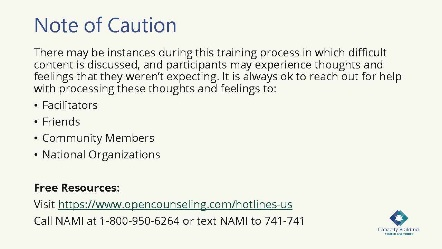 Note of Caution
There may be instances during this training process in which difficult
content is discussed, and participants may experience thoughts and
feelings that they weren't expecting. It is always ok to reach out for help
with processing these thoughts and feelings to:
• Facilitators
• Friends
• Community Members
• National Organizations
Free Resources:
Visit https://www.opencounseling.com/hotlines-us
Call NAMI at 1-800-950-6264 or text NAMI to 741-741